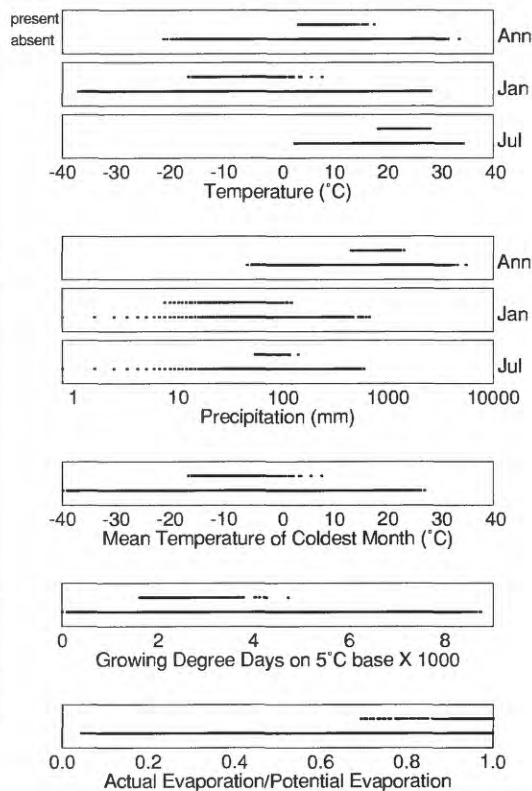 present
absent
Ann
Jan
Jul
-40 -30 -20 -10 0 10 20 30 40
Temperature (˚C)
Ann
Jan
Jul
1 10 100 1000 10000
Precipitation (mm)
-40 -30 -20 -10 0 10 20 30 40
Mean Temperature of Coldest Month (˚C)
0 2 4 6 8
Growing Degree Days on 5˚C base X 1000
0.0 0.2 0.4 0.6 0.8 1.0
Actual Evaporation/Potential Evaporation